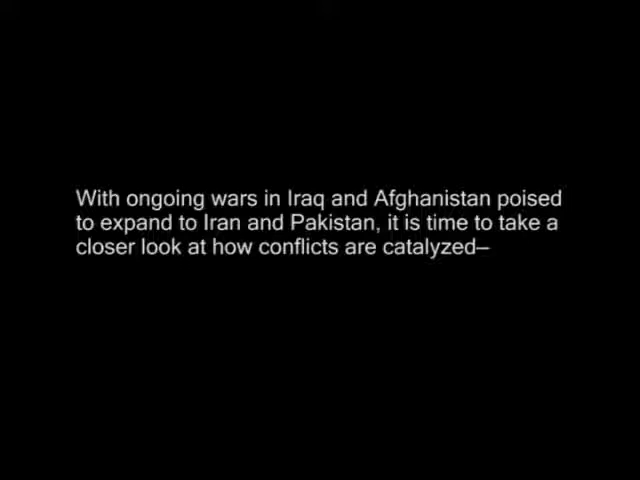 With ongoing wars in Iraq and Afghanistan poised
to expand to Iran and Pakistan, it is time to take a
closer look at how conflicts are catalyzed–